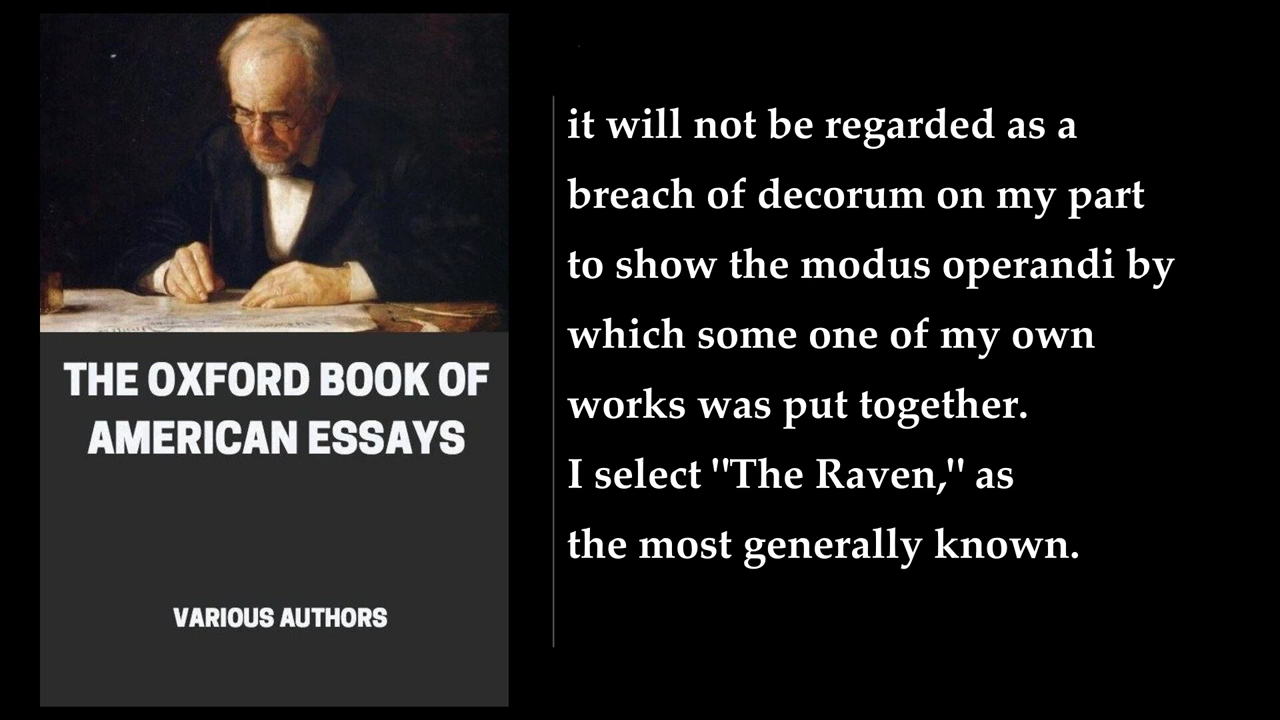 THE OXFORD BOOK OF
AMERICAN ESSAYS
VARIOUS AUTHORS
it will not be regarded as a
breach of decorum on my part
to show the modus operandi by
which some one of my own
works was put together.
I select "The Raven," as
the most generally known.